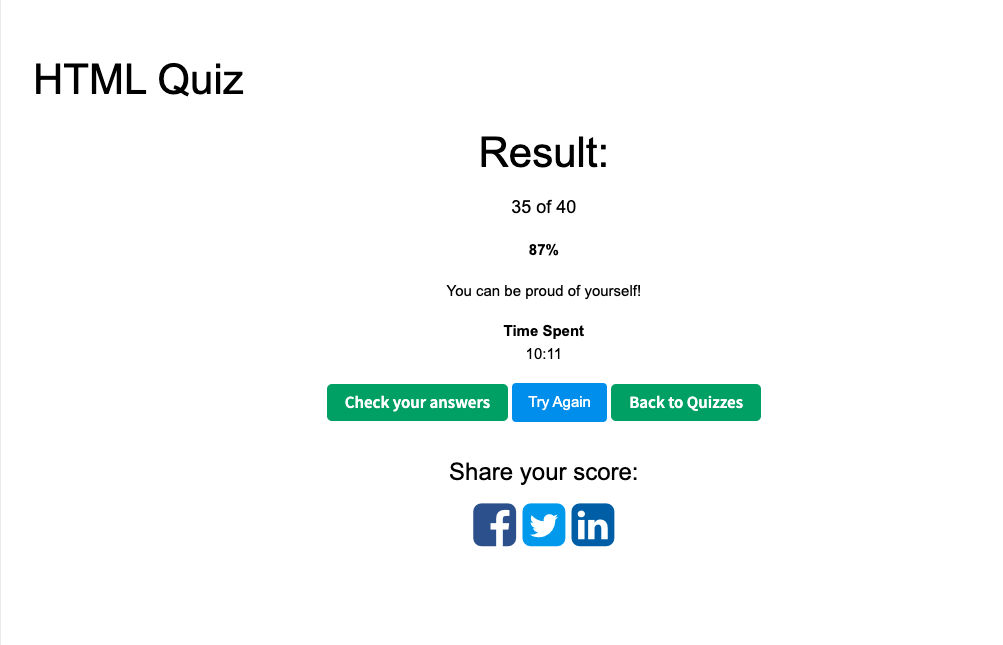 HTML Quiz
Result:
35 of 40
87%
You can be proud of yourself!
Time Spent
10:11
Check your answers Try Again Back to Quizzes
Share your score:
f in